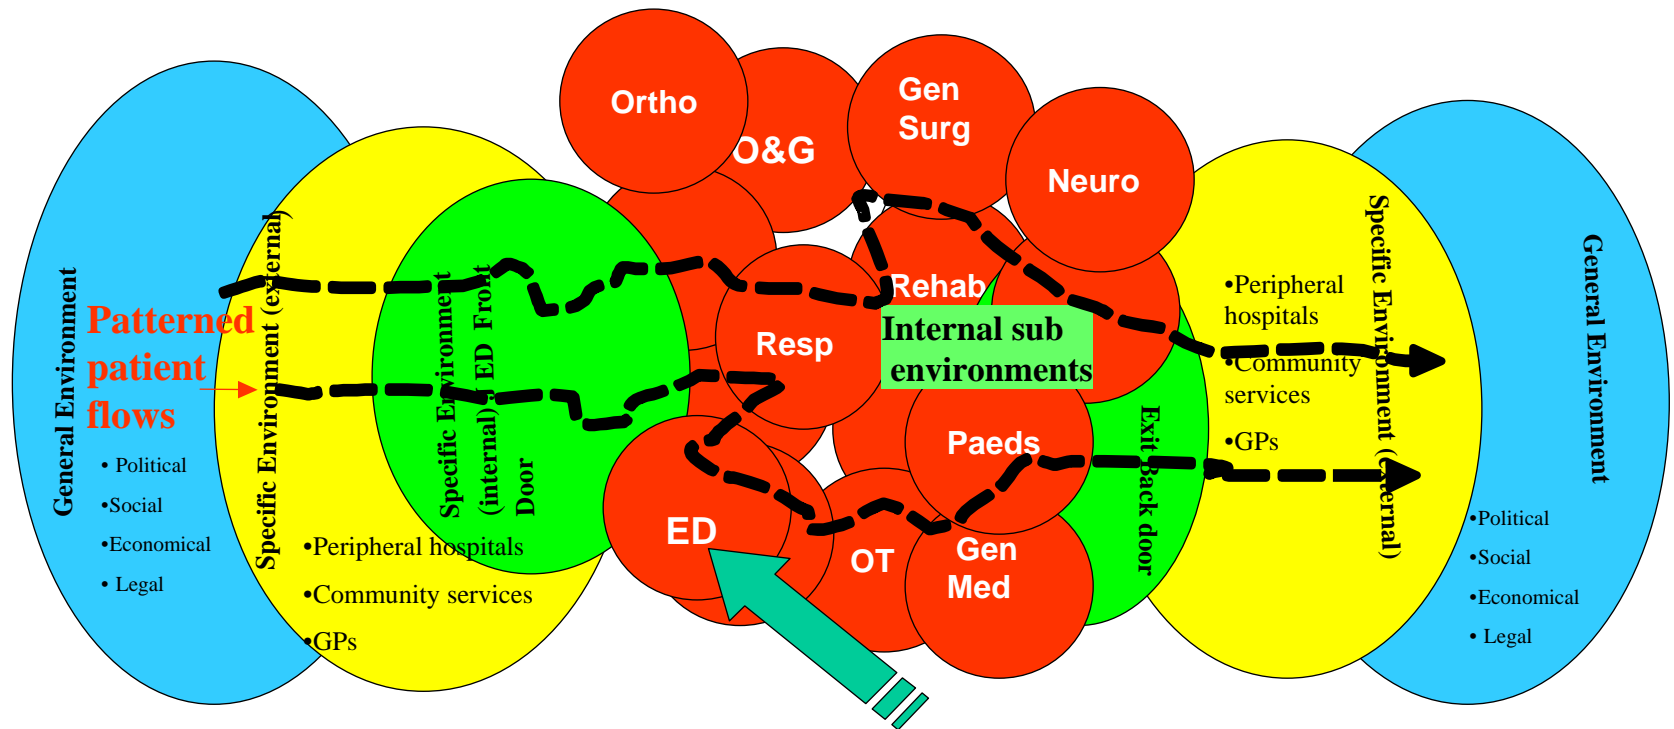 General Environment
Patterned
patient
flows
• Political
•Social
•Economical
• Legal
Specific Environment (external)
•Peripheral hospitals
•Community services
•GPs
Specific Environment
(internal) ED Front
Door
Ortho
O&G
Gen
Surg
Neuro
Rehab
Resp
Internal sub
environments
Paeds
ED
OT
Gen
Med
Exit Back door
•Peripheral
hospitals
•Community
services
•GPs
Specific Environment (external)
General Environment
•Political
•Social
•Economical
• Legal